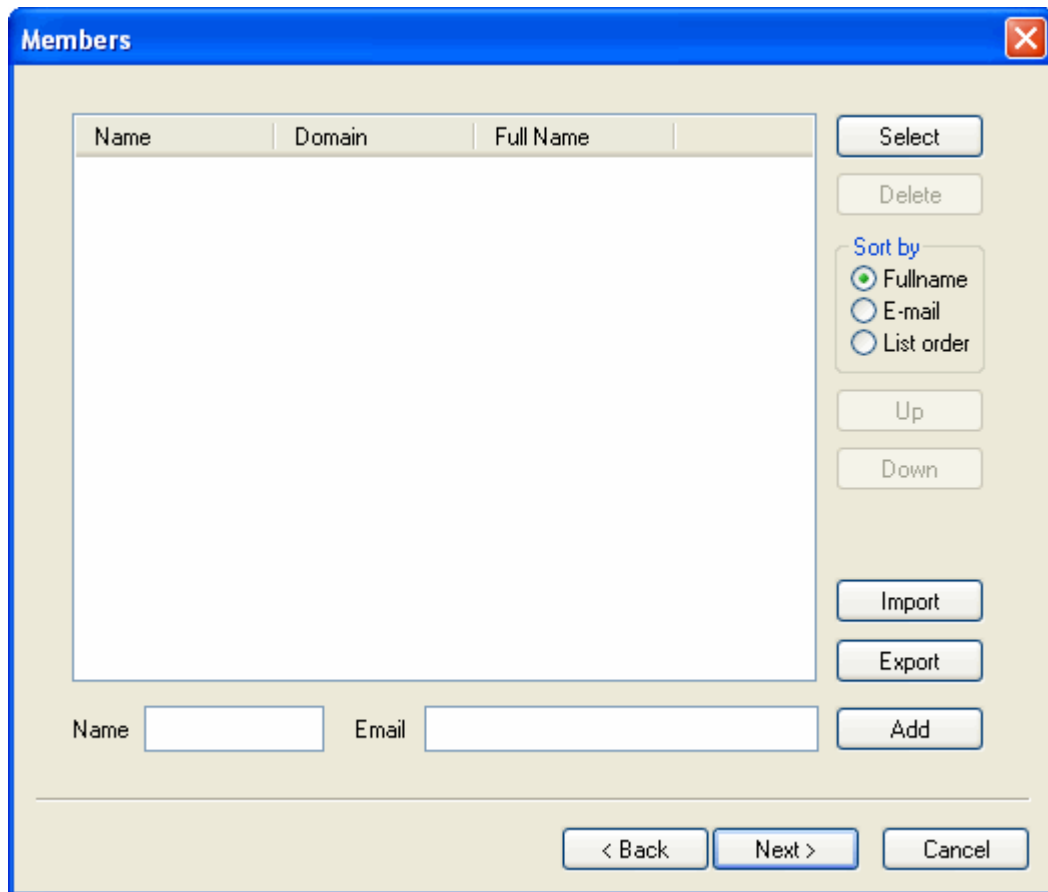 Members
Name Domain Full Name
Select
Delete
Sort by
Fullname
E-mail
List order
Up
Down
Import
Export
Name Email Add
< Back Next > Cancel